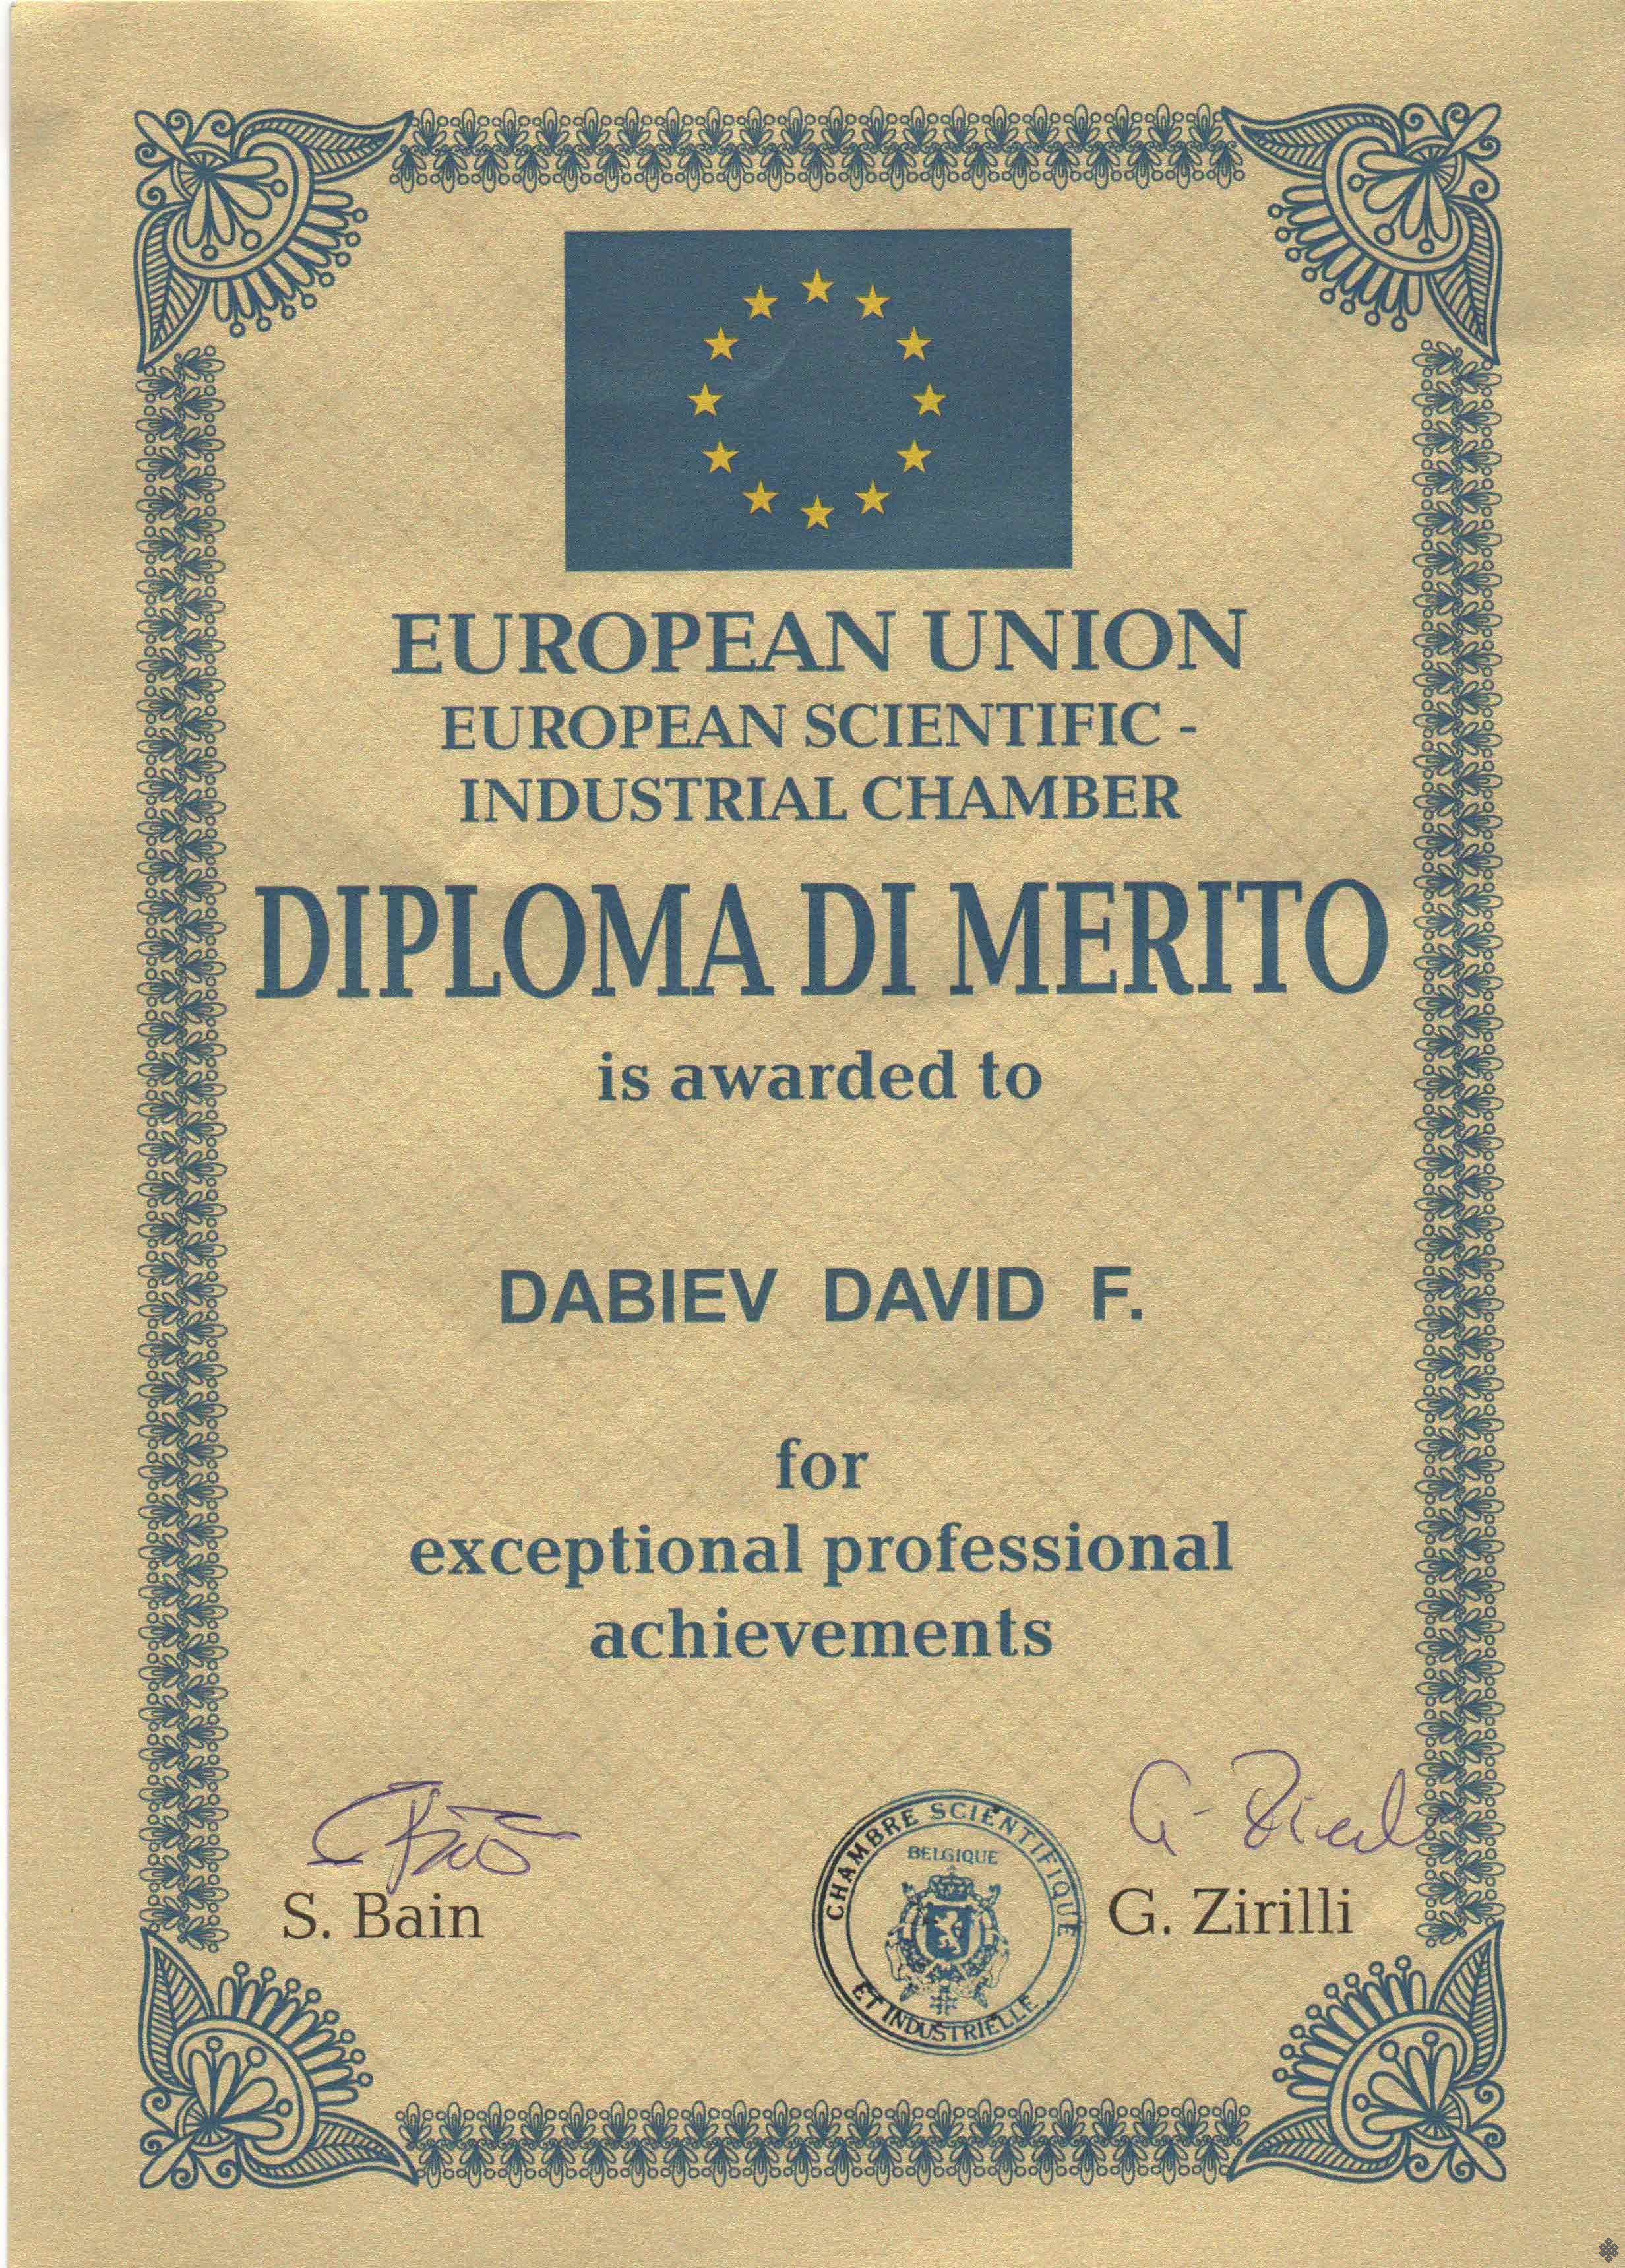 EUROPEAN UNION
EUROPEAN SCIENTIFIC -
INDUSTRIAL CHAMBER
DIPLOMA DI MERITO
is awarded to
DABIEV DAVID F.
for
exceptional professional
achievements
S. Bain
CHAMBRE SCIENTIFIQUE
BELGIQUE
ET INDUSTRIELLE
G. Zirilli